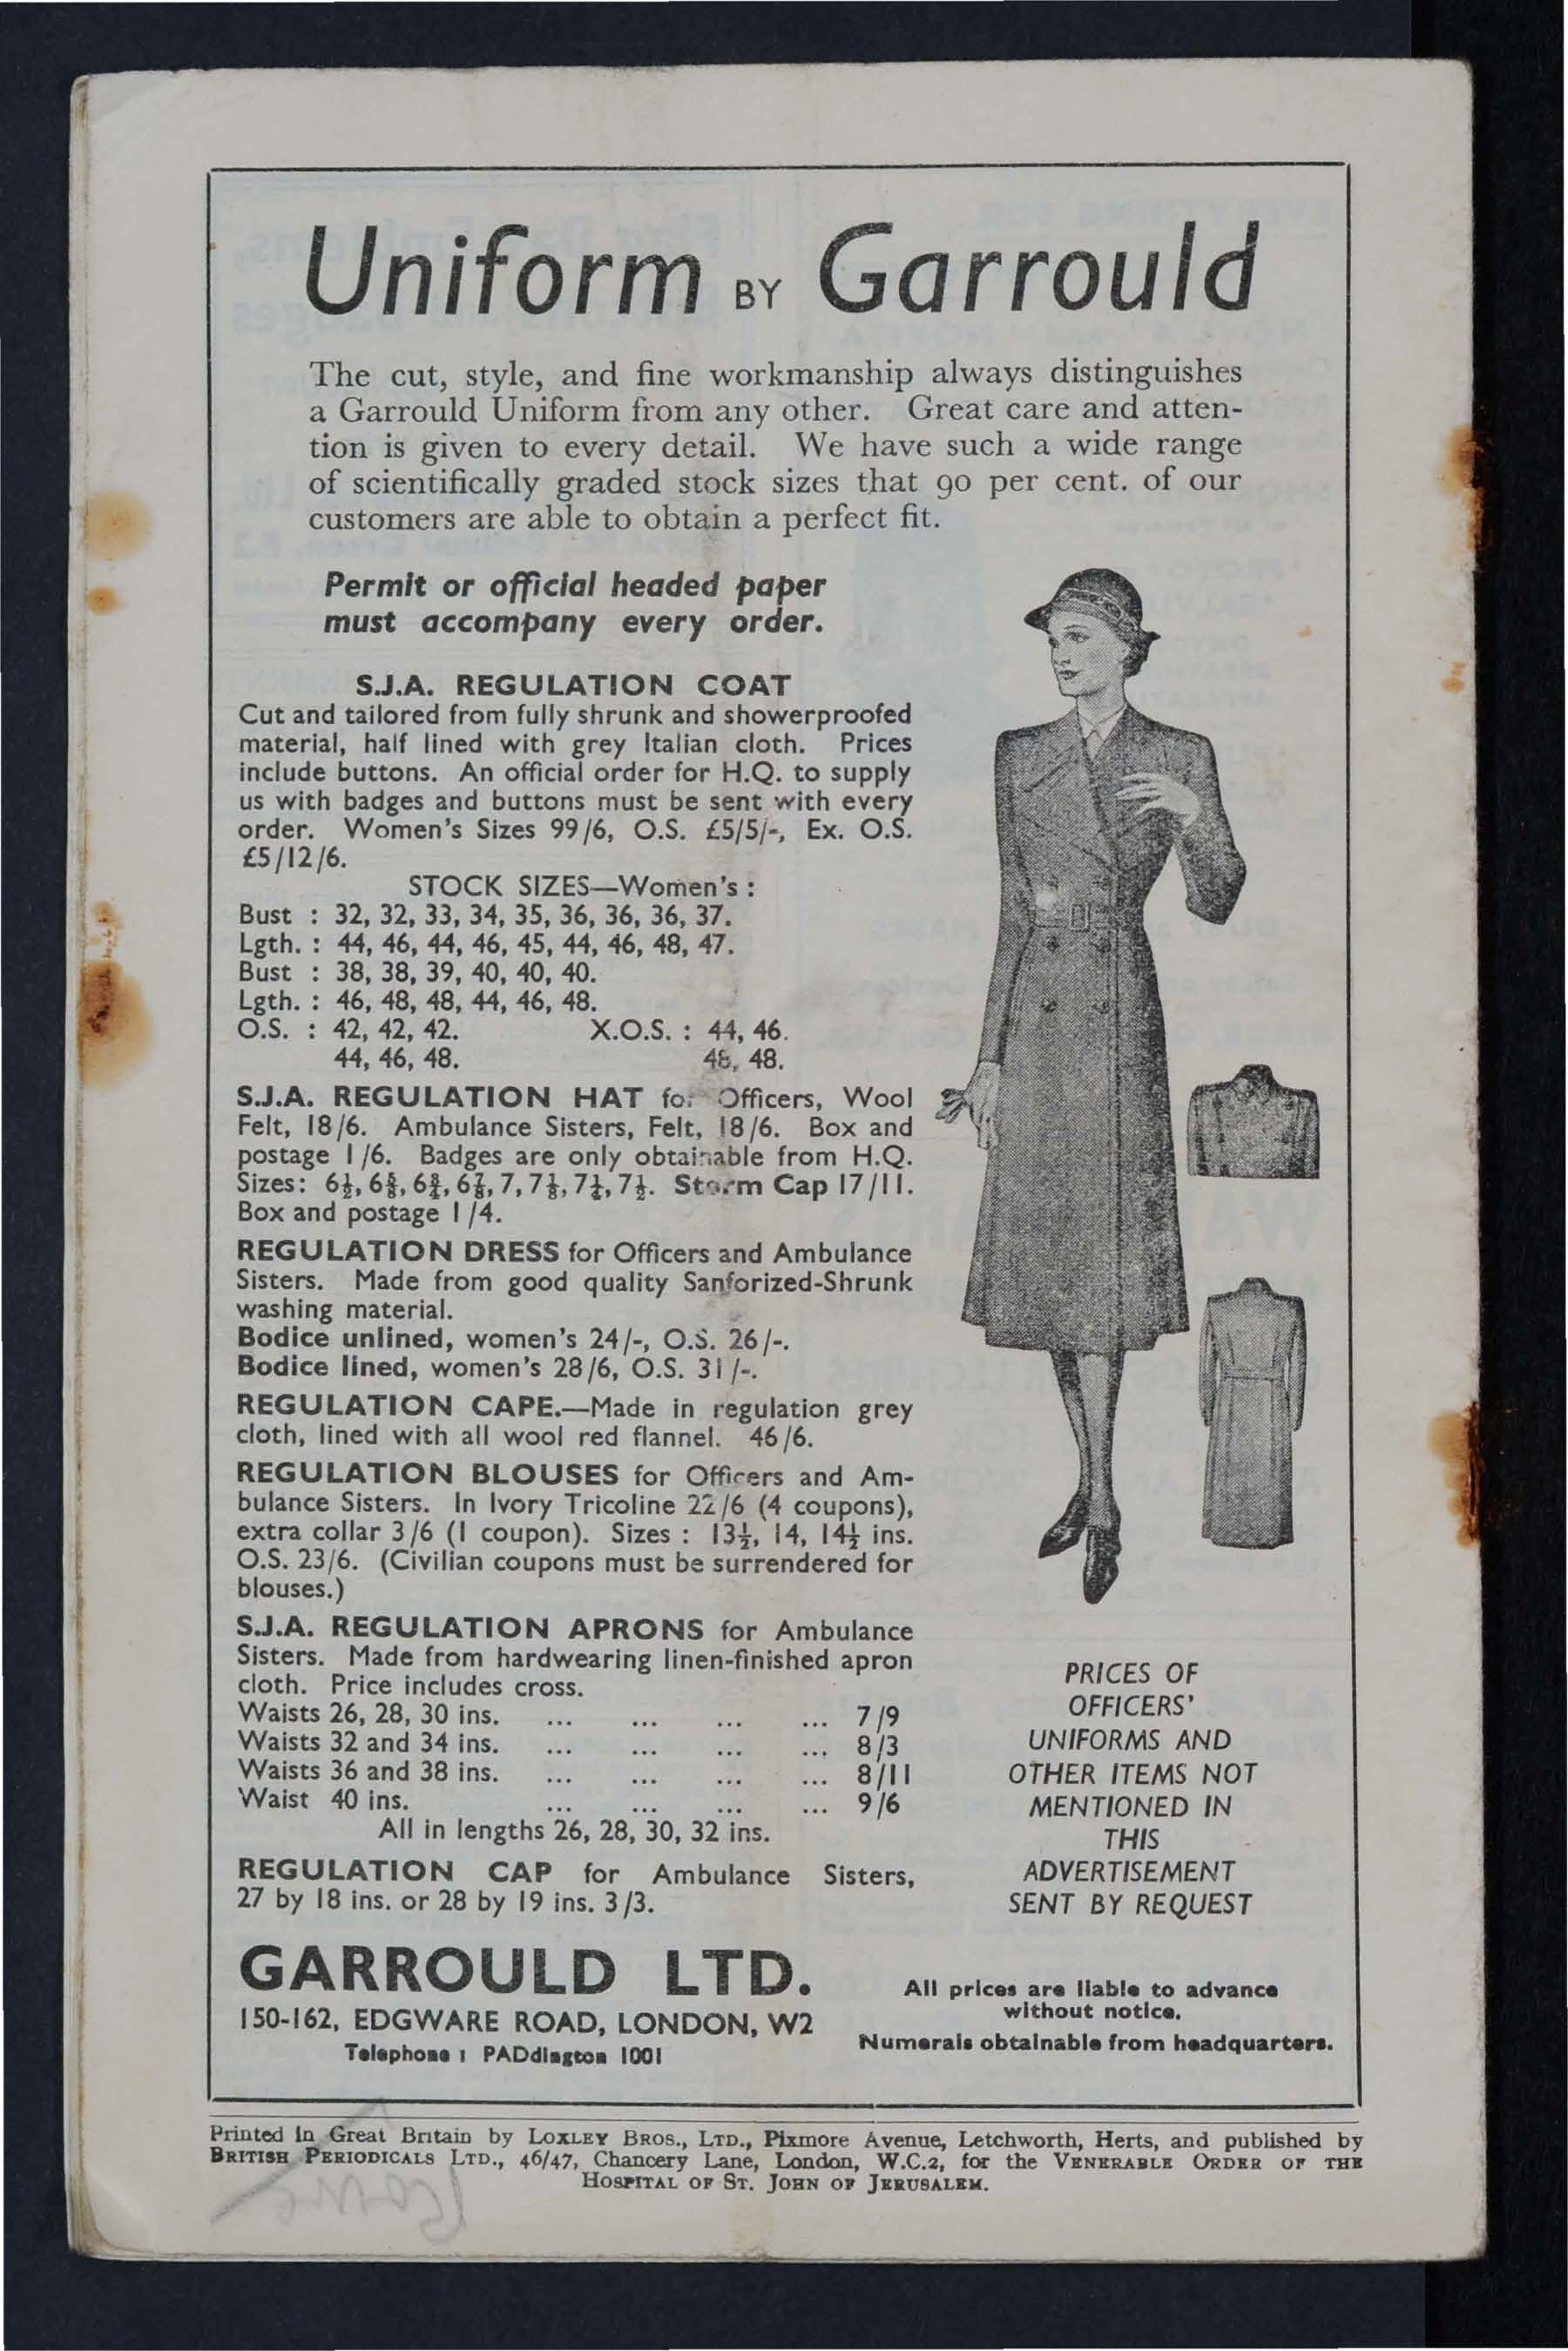 Uniform BY Garrould
The cut, style, and fine workmanship always distinguishes
a Garrould Uniform from any other. Great care and atten-
tion is given to every detail. We have such a wide range
of scientifically graded stock sizes that 90 per cent. of our
customers are able to obtain a perfect fit.
Permit or official headed paper
must accompany every order.
S.J.A. REGULATION COAT
Cut and tailored from fully shrunk and showerproofed
material, half lined with grey Italian cloth. Prices
include buttons. An official order for H.Q. to supply
us with badges and buttons must be sent with every
order. Women's Sizes 99/6, O.S. £5/5/-, Ex. O.S.
£5/12/6.
STOCK SIZES—Women's :
Bust : 32, 32, 33, 34, 35, 36, 36, 36, 37.
Lgth. : 44, 46, 44, 46, 45, 44, 46, 48, 47.
Bust : 38, 38, 39, 40, 40, 40.
Lgth. : 46, 48, 48, 44, 46, 48.
O.S. : 42, 42, 42. X.O.S. : 44, 46.
44, 46, 48. 48, 48.
S.J.A. REGULATION HAT for Officers, Wool
Felt, 18/6. Ambulance Sisters, Felt, 18/6. Box and
postage 1/6. Badges are only obtainable from H.Q.
Sizes: 6½, 6⅝, 6¾, 6⅞, 7, 7⅛, 7¼, 7½. Storm Cap 17/11.
Box and postage 1/4.
REGULATION DRESS for Officers and Ambulance
Sisters. Made from good quality Sanforized-Shrunk
washing material.
Bodice unlined, women's 24/-, O.S. 26/-.
Bodice lined, women's 28/6, O.S. 31/-.
REGULATION CAPE.—Made in regulation grey
cloth, lined with all wool red flannel. 46/6.
REGULATION BLOUSES for Officers and Am-
bulance Sisters. In Ivory Tricoline 22/6 (4 coupons),
extra collar 3/6 (1 coupon). Sizes : 13½, 14, 14½ ins.
O.S. 23/6. (Civilian coupons must be surrendered for
blouses.)
S.J.A. REGULATION APRONS for Ambulance
Sisters. Made from hardwearing linen-finished apron
cloth. Price includes cross.
Waists 26, 28, 30 ins. ... ... ... ... 7/9
Waists 32 and 34 ins. ... ... ... ... 8/3
Waists 36 and 38 ins. ... ... ... ... 8/11
Waist 40 ins. ... ... ... ... 9/6
All in lengths 26, 28, 30, 32 ins.
REGULATION CAP for Ambulance Sisters,
27 by 18 ins. or 28 by 19 ins. 3/3.
PRICES OF
OFFICERS'
UNIFORMS AND
OTHER ITEMS NOT
MENTIONED IN
THIS
ADVERTISEMENT
SENT BY REQUEST
GARROULD LTD.
150-162, EDGWARE ROAD, LONDON, W2
Telephone : PADdington 1001
All prices are liable to advance
without notice.
Numerals obtainable from headquarters.
Printed in Great Britain by LOXLEY BROS., LTD., Pixmore Avenue, Letchworth, Herts, and published by
BRITISH PERIODICALS LTD., 46/47, Chancery Lane, London, W.C.2, for the VENERABLE ORDER OF THE
HOSPITAL OF ST. JOHN OF JERUSALEM.